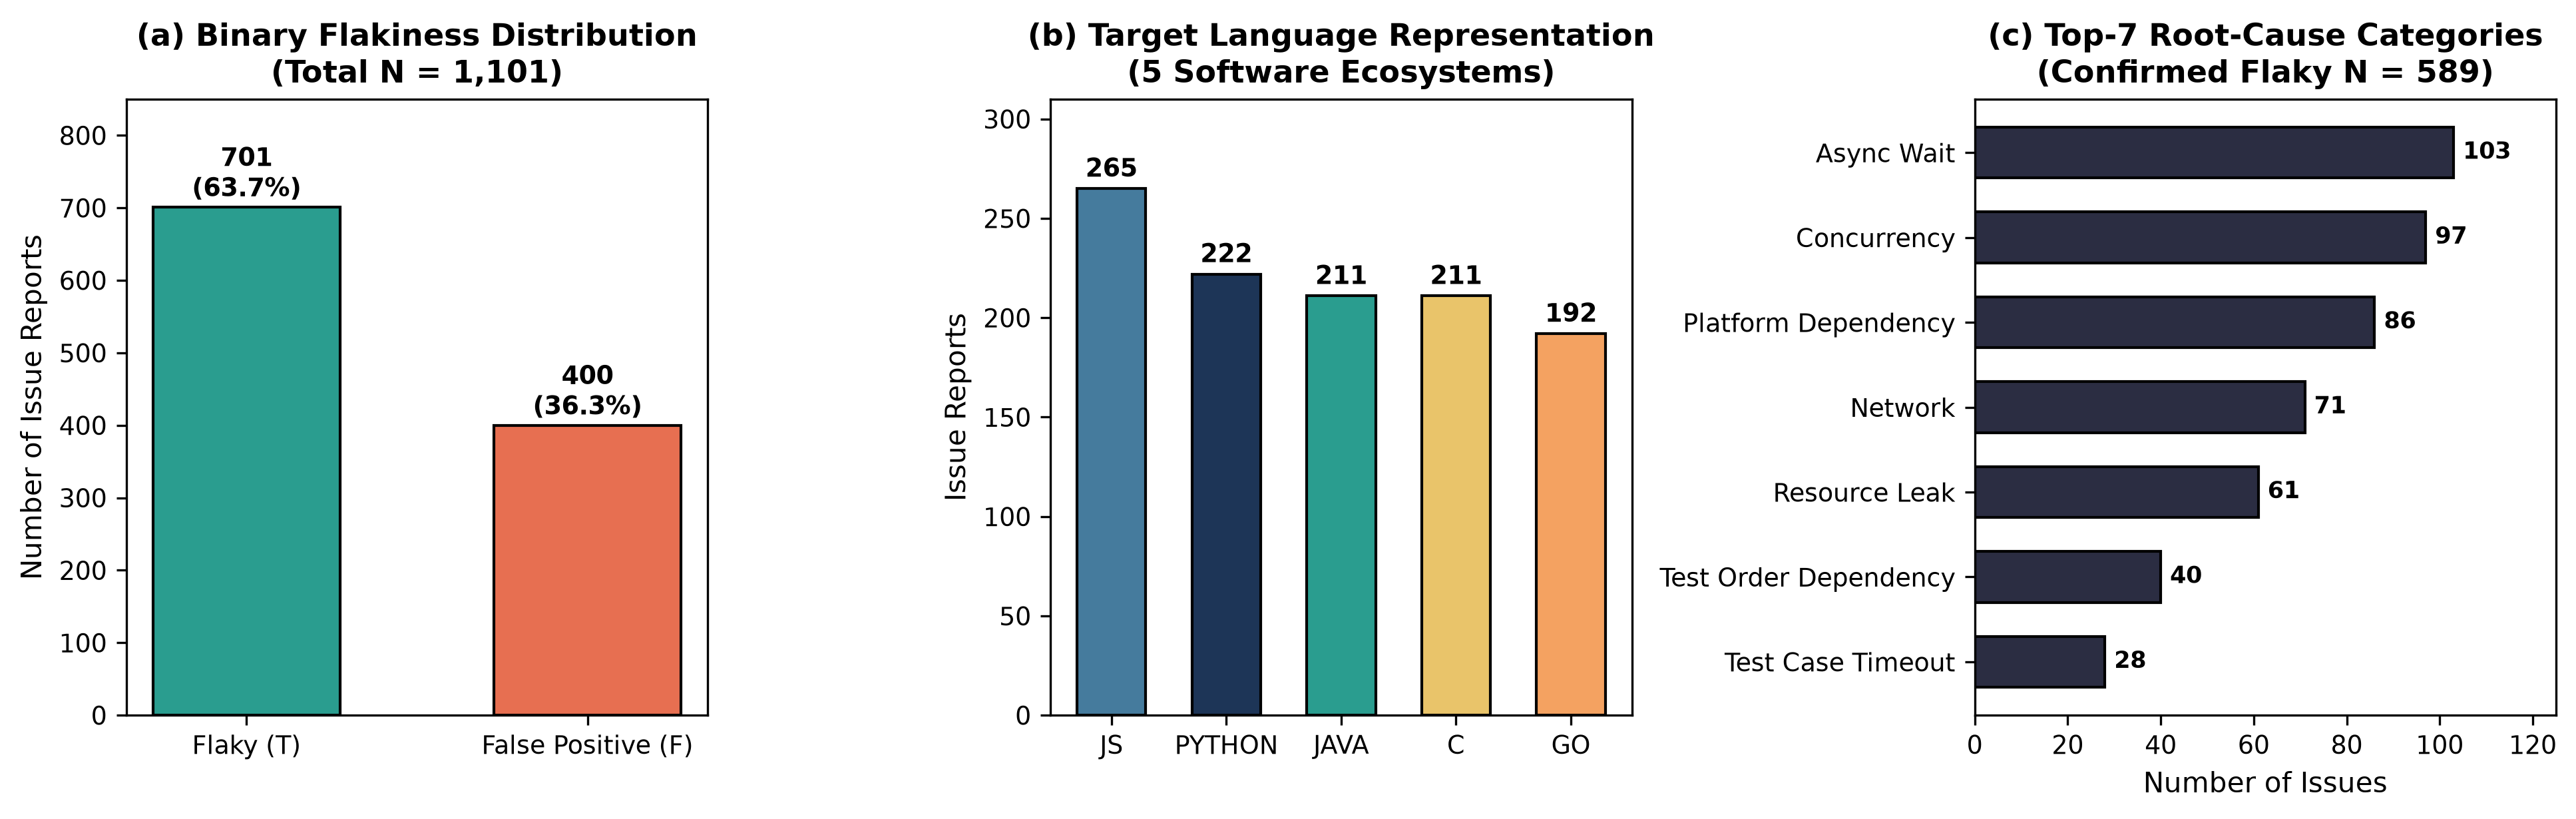 (a) Binary Flakiness Distribution
(Total N = 1,101)
Number of Issue Reports
800
700
600
500
400
300
200
100
0
701
(63.7%)
400
(36.3%)
Flaky (T)
False Positive (F)
(b) Target Language Representation
(5 Software Ecosystems)
Issue Reports
300
250
200
150
100
50
0
265
222
211
211
192
JS
PYTHON
JAVA
C
GO
(c) Top-7 Root-Cause Categories
(Confirmed Flaky N = 589)
Async Wait
103
Concurrency
97
Platform Dependency
86
Network
71
Resource Leak
61
Test Order Dependency
40
Test Case Timeout
28
0
20
40
60
80
100
120
Number of Issues